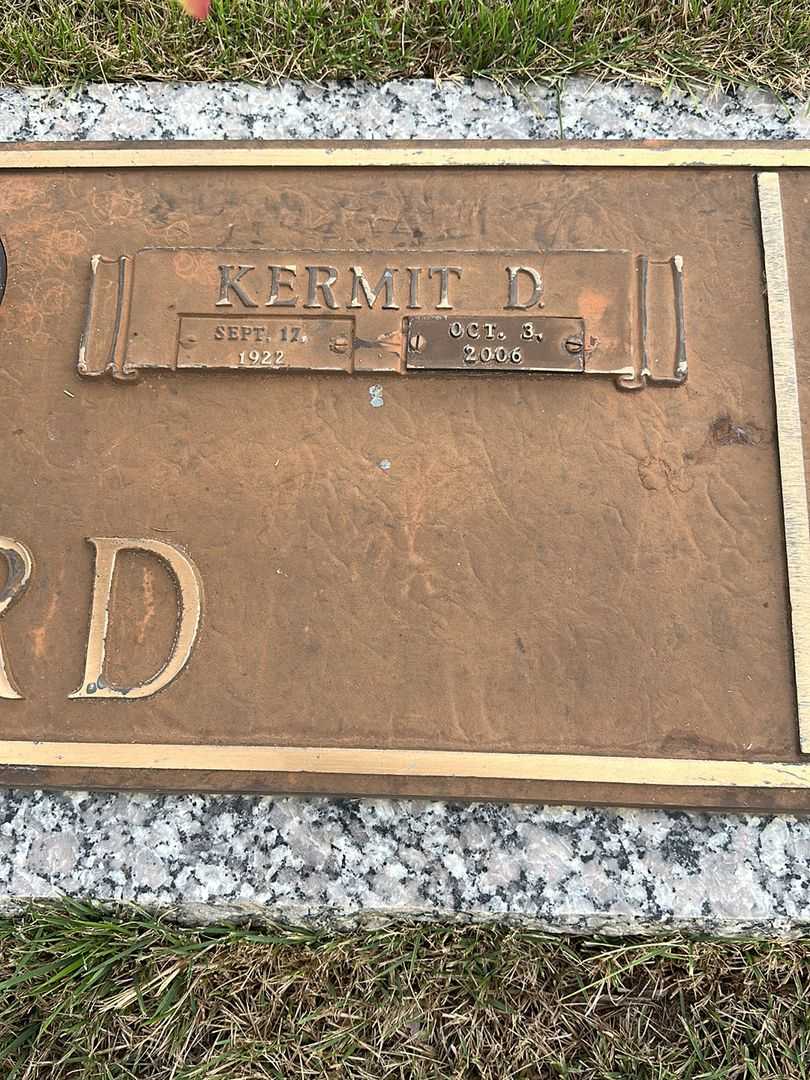 KERMIT D.
SEPT. 17, OCT. 3,
1922 2006
RD